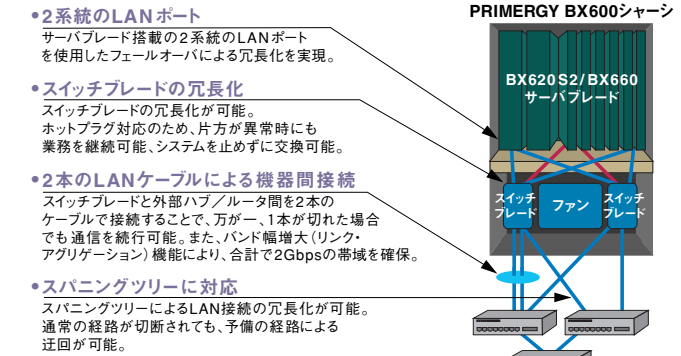 •2系統のLANポート
サーバブレード搭載の2系統のLANポート
を使用したフェールオーバによる冗長化を実現。
•スイッチブレードの冗長化
スイッチブレードの冗長化が可能。
ホットプラグ対応のため、片方が異常時にも
業務を継続可能、システムを止めずに交換可能。
•2本のLANケーブルによる機器間接続
スイッチブレードと外部ハブ／ルータ間を2本の
ケーブルで接続することで、万が一、1本が切れた場合
でも通信を続行可能。また、バンド幅増大（リンク・
アグリゲーション）機能により、合計で2Gbpsの帯域を確保。
•スパニングツリーに対応
スパニングツリーによるLAN接続の冗長化が可能。
通常の経路が切断されても、予備の経路による
迂回が可能。
PRIMERGY BX600シャーシ
BX620 S2/BX660
サーバブレード
スイッチ
ブレード
ファン
スイッチ
ブレード